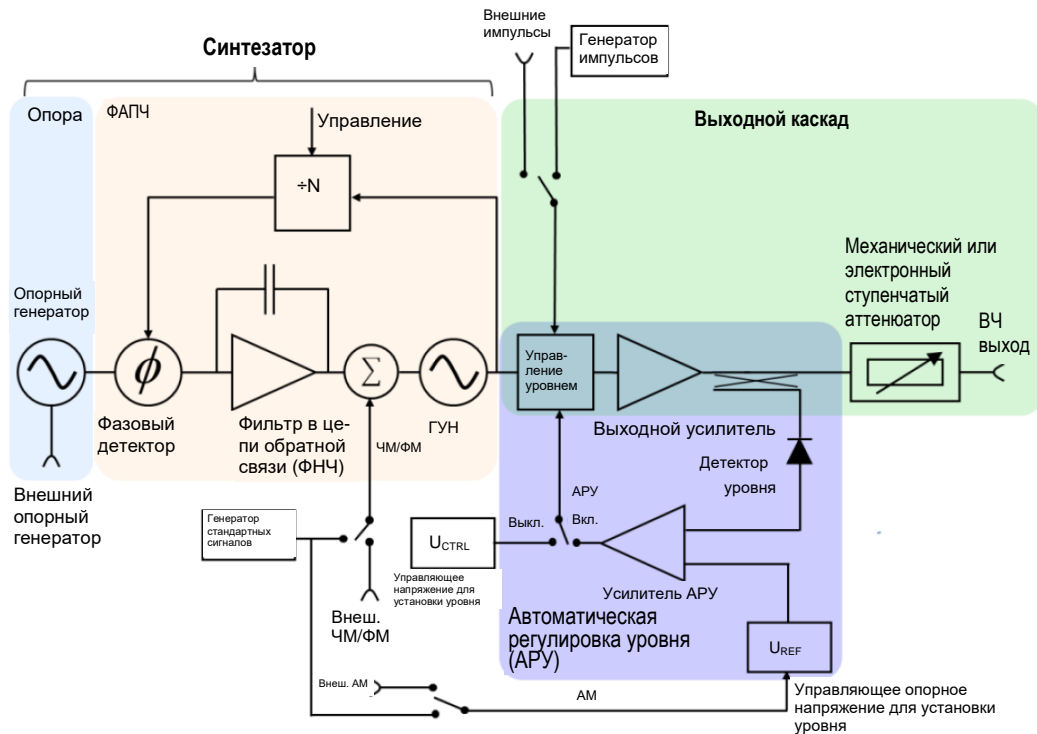 Внешние
импульсы
Генератор
импульсов
Синтезатор
Опора
ФАПЧ
Управление
Выходной каскад
÷N
Механический или
электронный
ступенчатый
аттенюатор
ВЧ
выход
Опорный
генератор
ϕ
Σ
Управ-
ление
уровнем
Фазовый
детектор
Фильтр в це-
пи обратной
связи (ФНЧ)
ГУН
ЧМ/ФМ
Выходной усилитель
Детектор
уровня
Внешний
опорный
генератор
АРУ
Генератор
стандартных
сигналов
Выкл.
Вкл.
UCTRL
Управляющее
напряжение для
установки уровня
Усилитель АРУ
Внеш.
ЧМ/ФМ
Автоматическая
регулировка уровня
(АРУ)
UREF
Внеш. АМ
АМ
Управляющее опорное
напряжение для установки
уровня